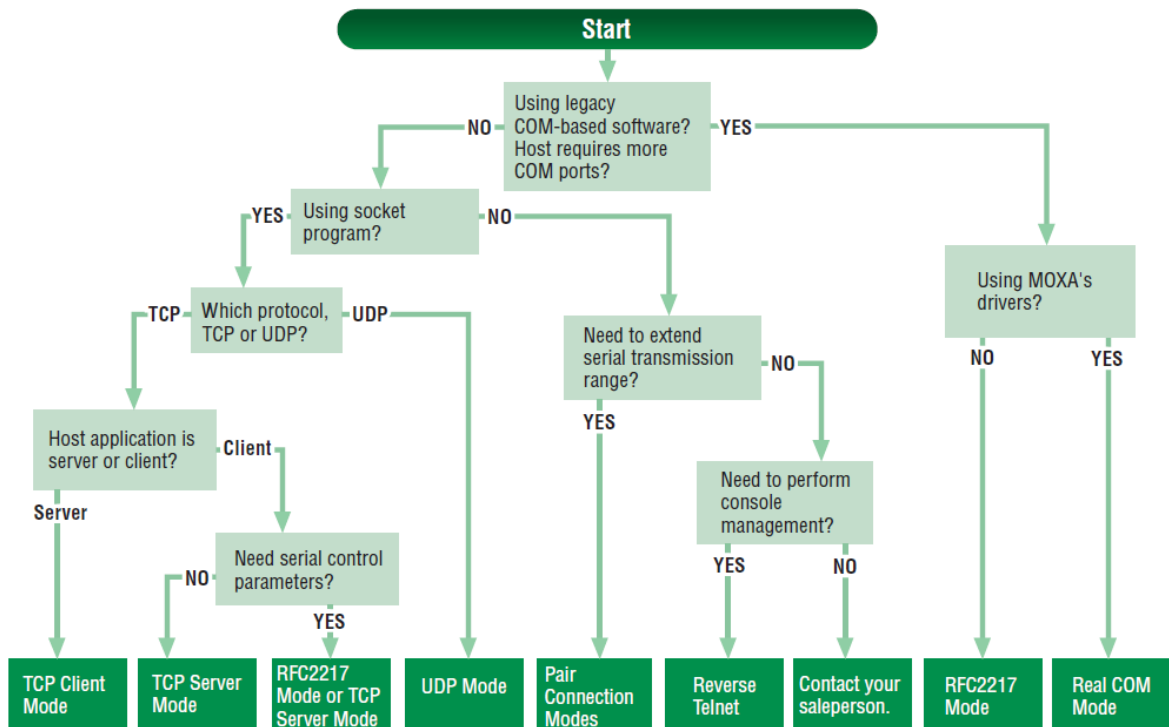 Start
Using legacy
COM-based software?
Host requires more
COM ports?
NO
YES
Using socket
program?
YES
NO
Using MOXA's
drivers?
Which protocol,
TCP or UDP?
TCP
UDP
Need to extend
serial transmission
range?
NO
YES
NO
YES
Host application is
server or client?
Client
Server
Need to perform
console
management?
YES
NO
Need serial control
parameters?
NO
YES
TCP Client
Mode
TCP Server
Mode
RFC2217
Mode or TCP
Server Mode
UDP Mode
Pair
Connection
Modes
Reverse
Telnet
Contact your
saleperson.
RFC2217
Mode
Real COM
Mode